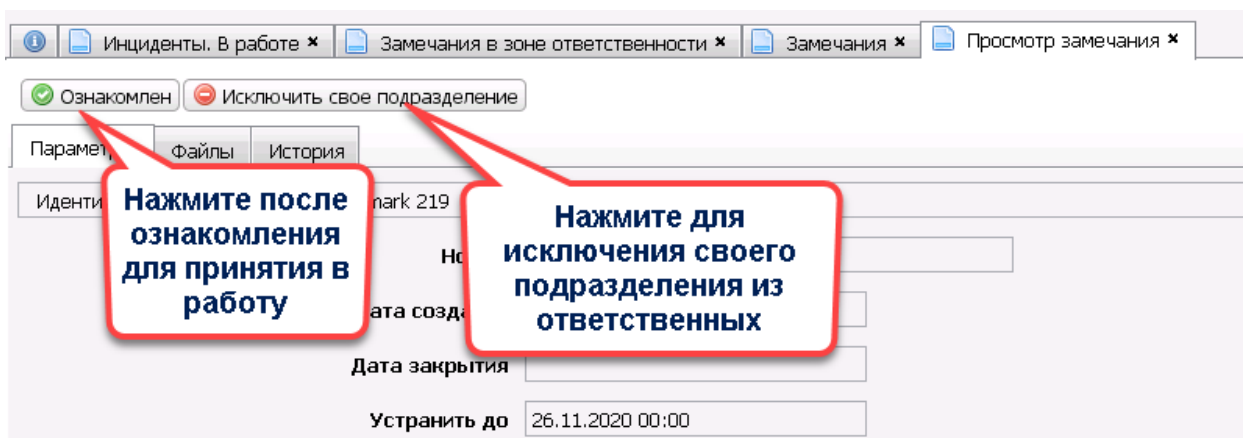 Инциденты. В работе × Замечания в зоне ответственности × Замечания × Просмотр замечания ×
Ознакомлен Исключить свое подразделение
Файлы История
219
Нажмите после
ознакомления
для принятия в
работу
Нажмите для
исключения своего
подразделения из
ответственных
Дата закрытия
Устранить до 26.11.2020 00:00